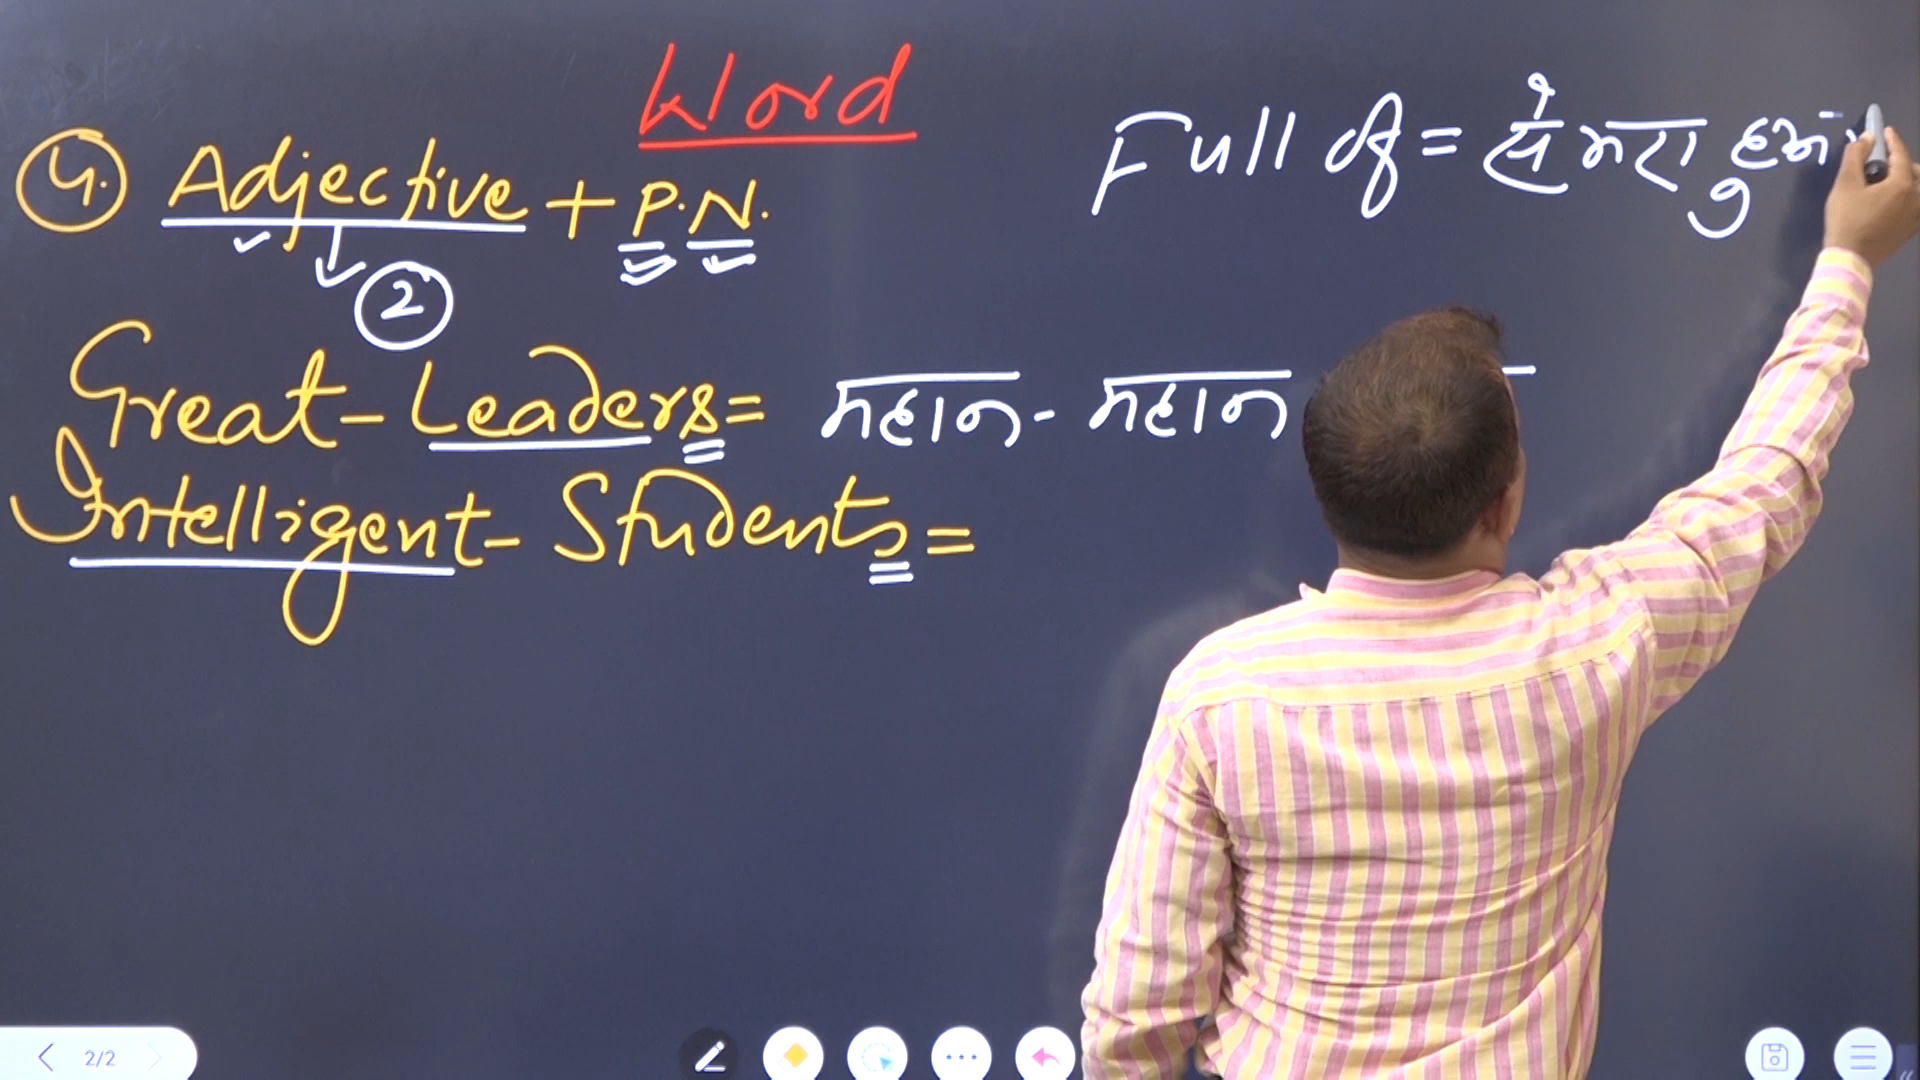 Word
4. Adjective + P.N.
2
Full of = से भरा हुआ
Great - Leaders = महान - महान
Intelligent - Students =
2/2